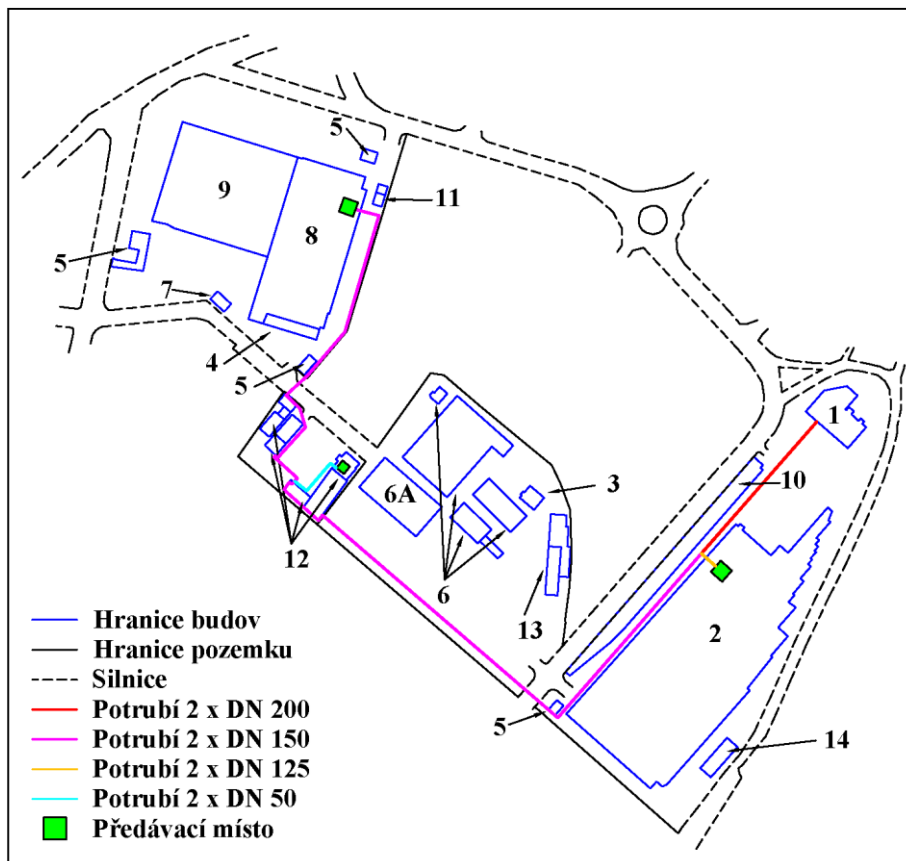 5
9
11
8
5
7
4
5
1
3
10
6A
12
6
13
2
5
14
Hranice budov
Hranice pozemku
Silnice
Potrubí 2 x DN 200
Potrubí 2 x DN 150
Potrubí 2 x DN 125
Potrubí 2 x DN 50
Předávací místo